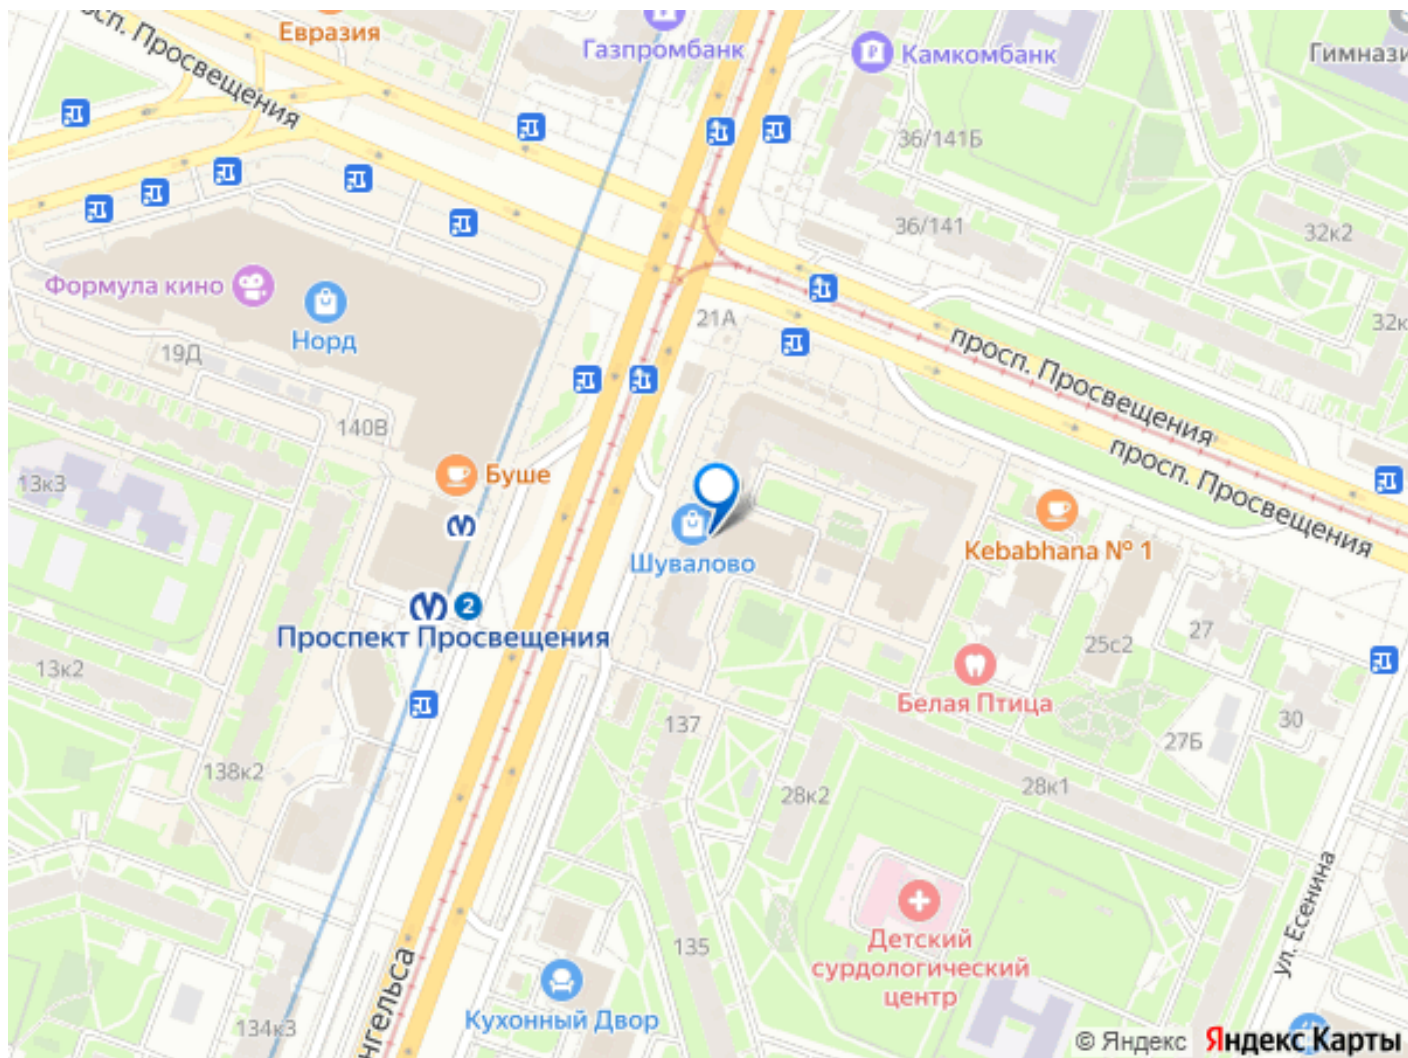 Евразия
Газпромбанк
Камкомбанк
Гимнази
осп. Просвещения
36/141Б
36/141
32к2
32к
Формула кино
Норд
19Д
21А
просп. Просвещения
просп. Просвещения
140В
Буше
13к3
Шувалово
Kebabhana № 1
2
Проспект Просвещения
27
25с2
13к2
Белая Птица
137
30
27Б
138к2
28к2
28к1
ул. Есенина
135
Детский
сурдологический
центр
нгельса
Кухонный Двор
134к3
© Яндекс Яндекс Карты